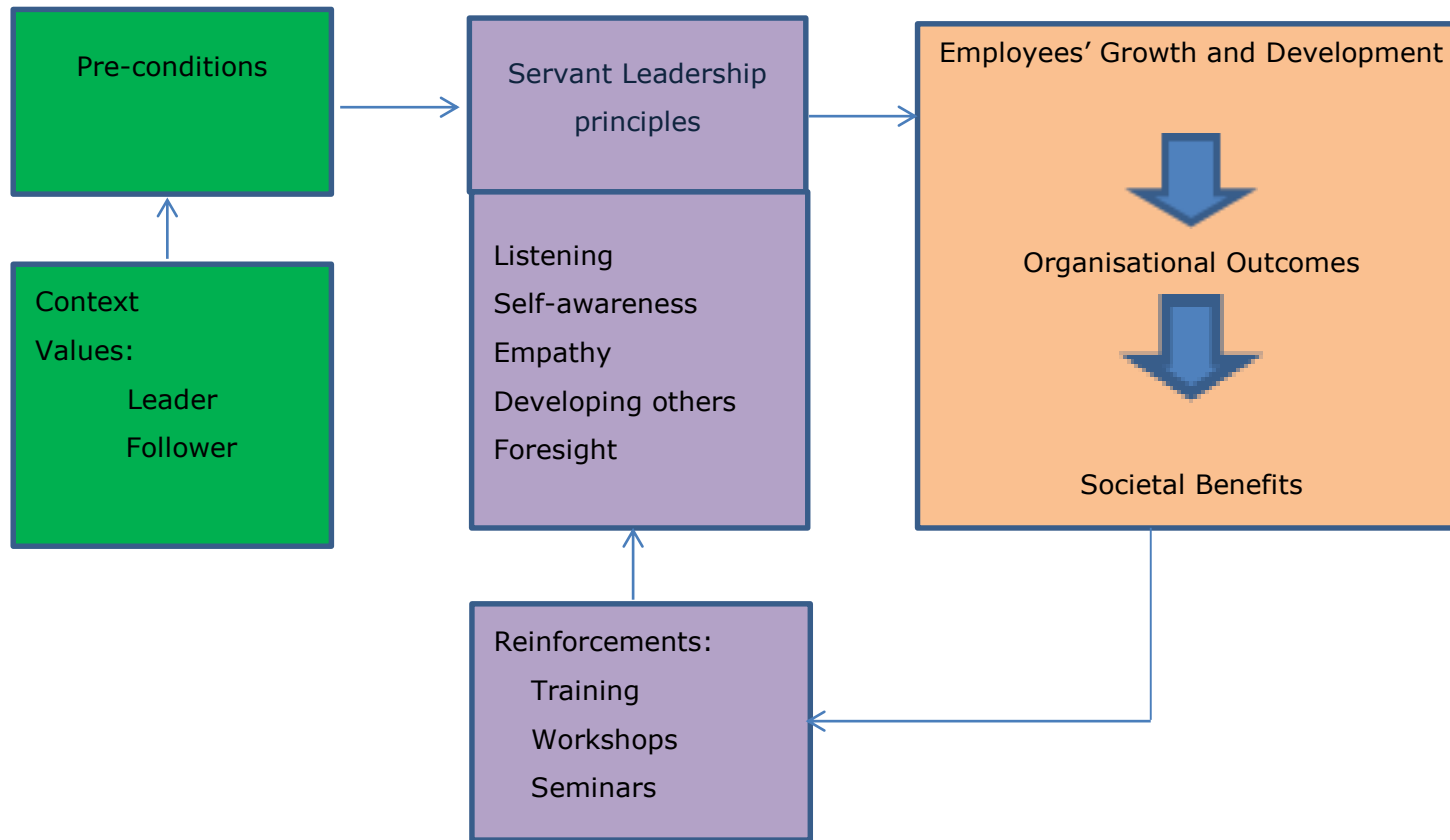 Pre-conditions
Context
Values:
Leader
Follower
Servant Leadership
principles
Listening
Self-awareness
Empathy
Developing others
Foresight
Reinforcements:
Training
Workshops
Seminars
Employees’ Growth and Development
Organisational Outcomes
Societal Benefits